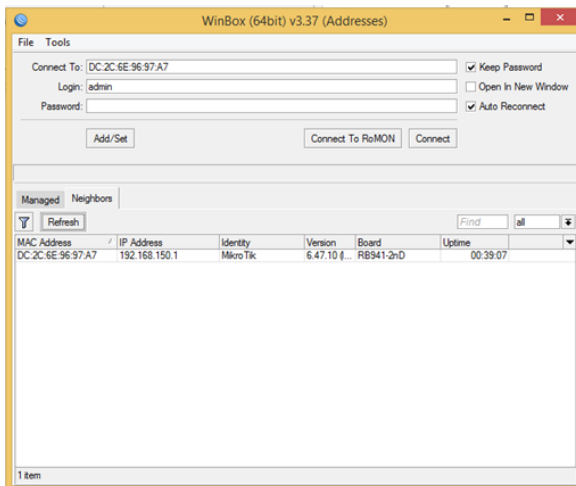 WinBox (64bit) v3.37 (Addresses)
File Tools
Connect To: DC:2C:6E:96:97:A7
Keep Password
Login: admin
Open In New Window
Password:
Auto Reconnect
Add/Set
Connect To RoMON
Connect
Managed Neighbors
Refresh
Find
all
MAC Address IP Address Identity Version Board Uptime
DC:2C:6E:96:97:A7 192.168.150.1 MikroTik 6.47.10 (l... RB941-2nD 00:39:07
1 item